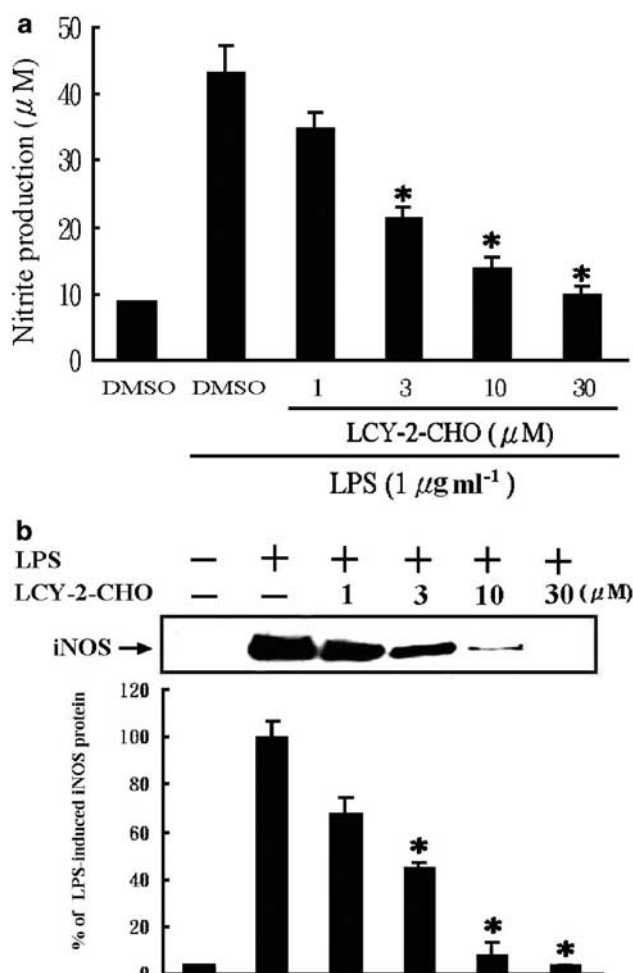 a
Nitrite production (μM)
50
40
30
20
10
0
DMSO DMSO 1 3 10 30
* * *
LCY-2-CHO (μM)
LPS (1 μg ml⁻¹)
b
LPS − + + + + +
LCY-2-CHO − − 1 3 10 30 (μM)
iNOS →
% of LPS-induced iNOS protein
120
100
80
60
40
20
0
* * *